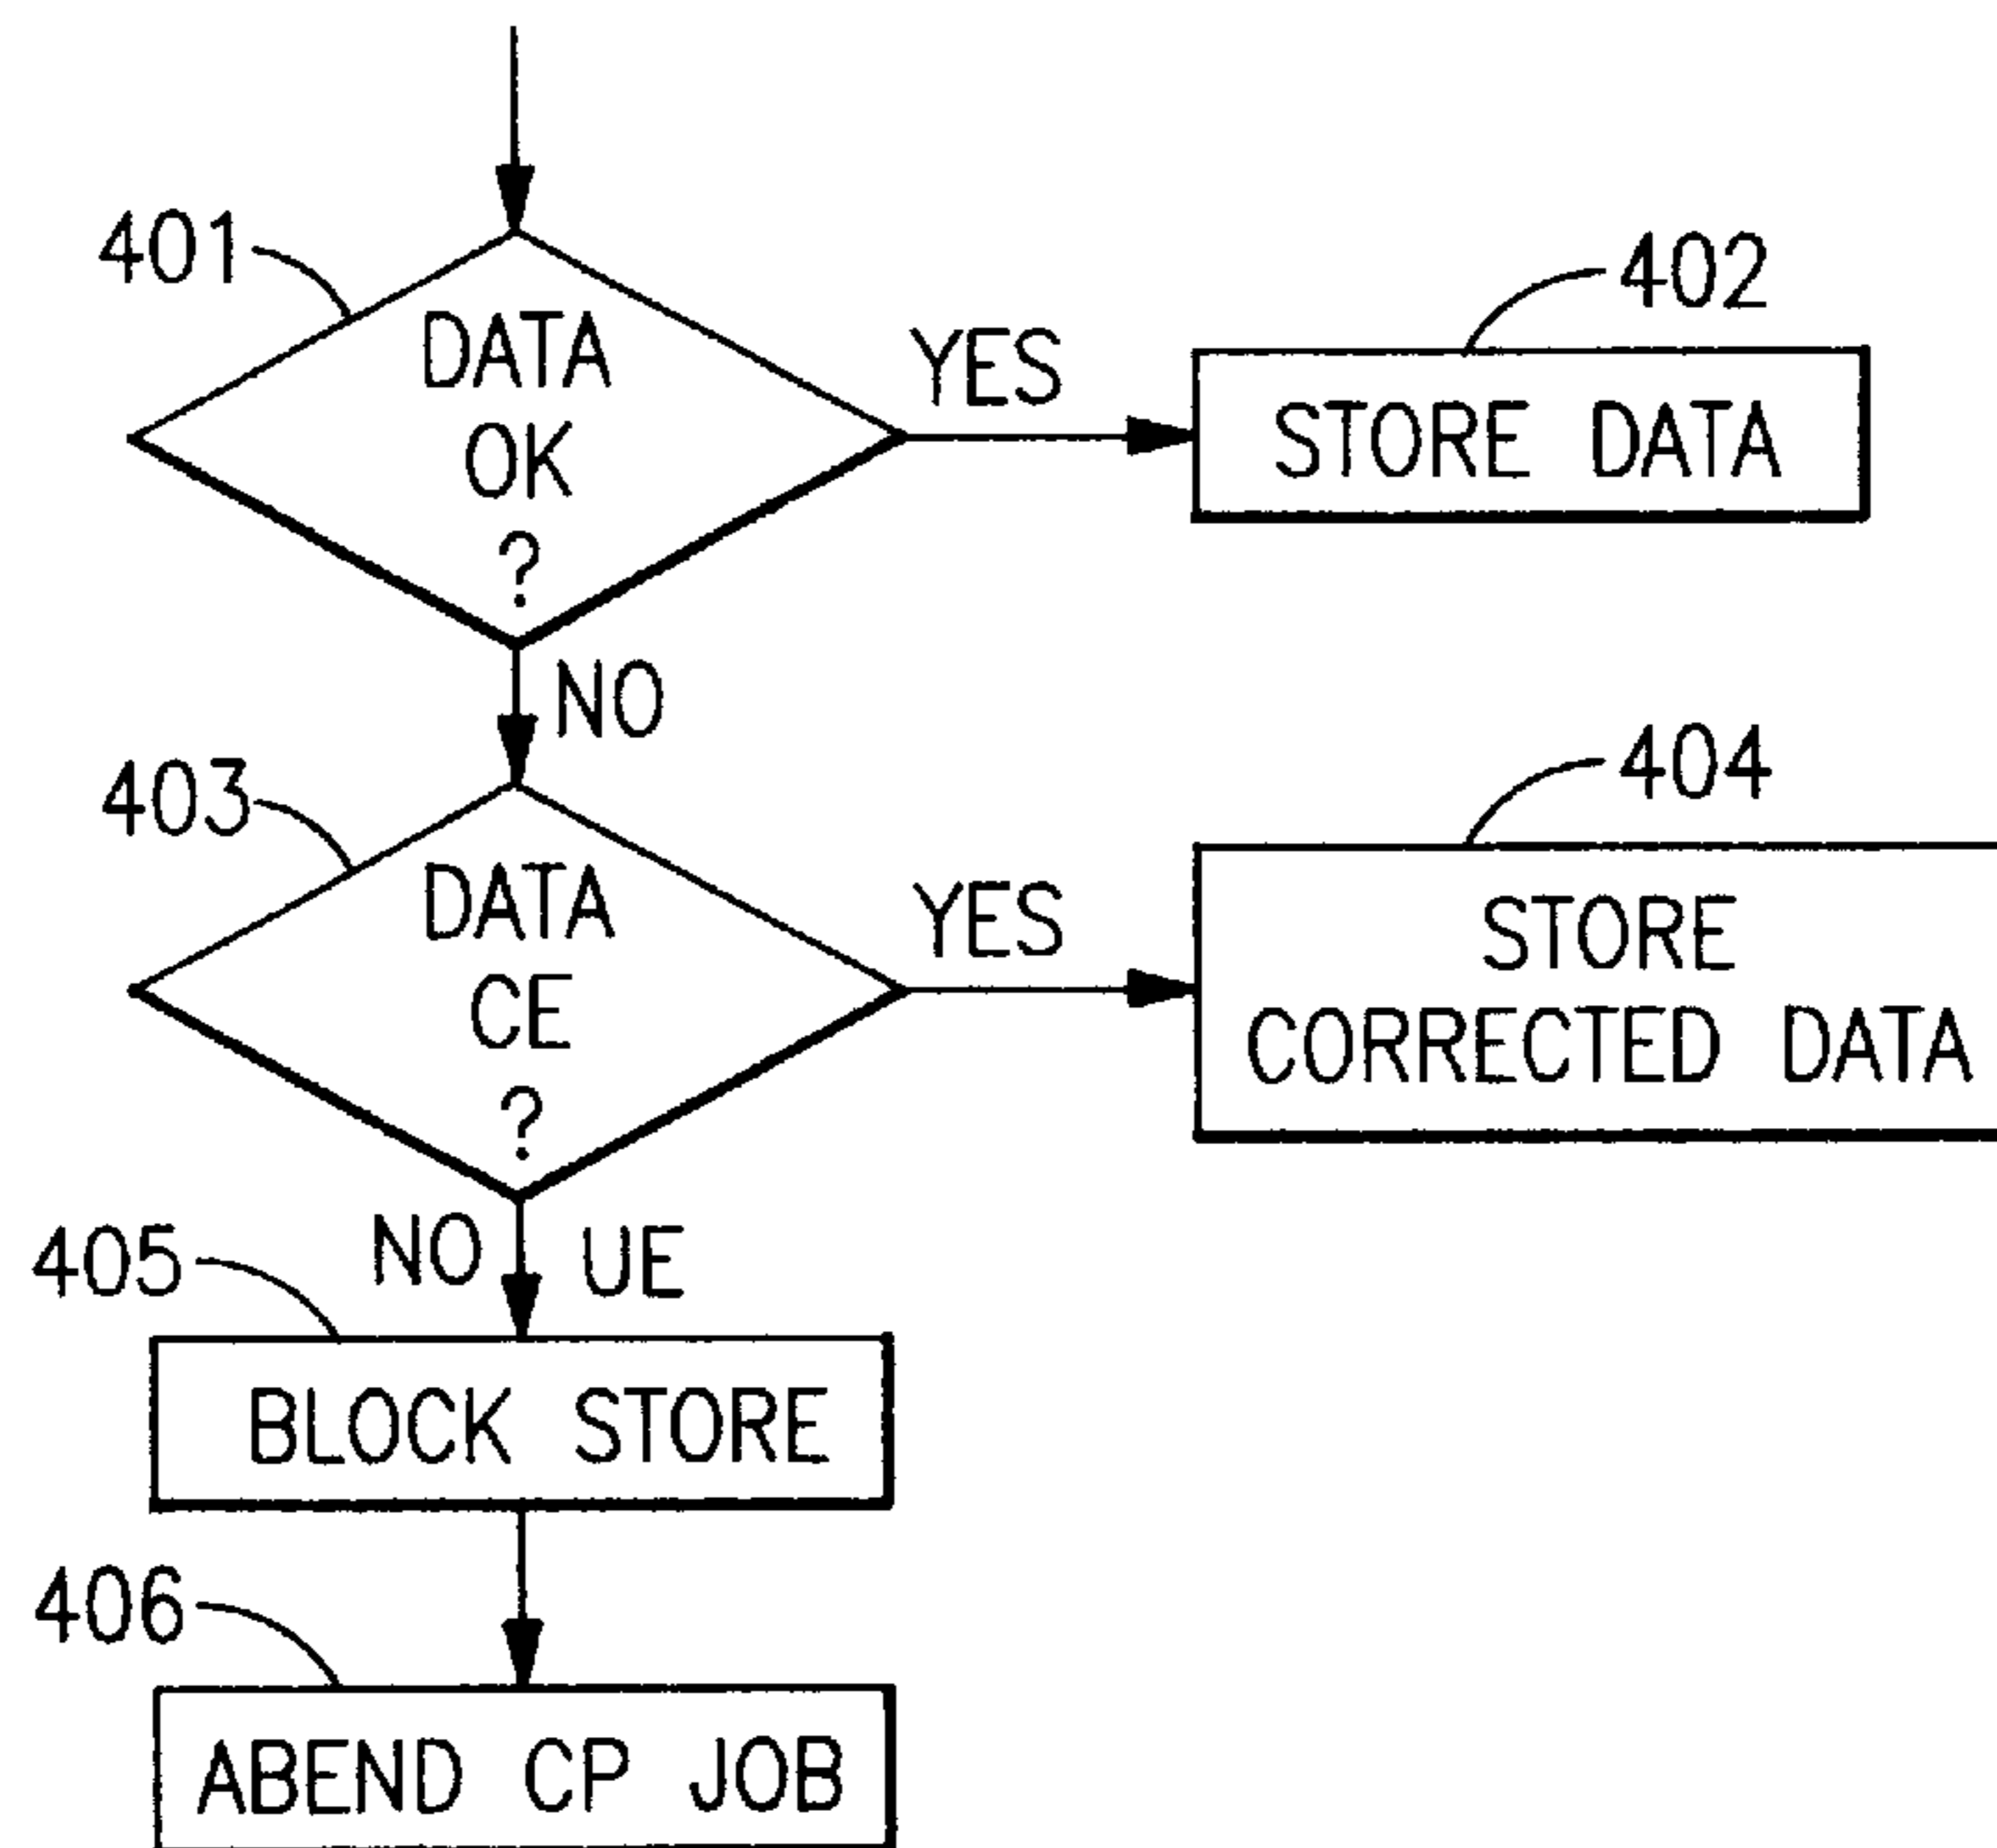 401
DATA
OK
?
YES
402
STORE DATA
NO
403
DATA
CE
?
YES
404
STORE
CORRECTED DATA
NO UE
405
BLOCK STORE
406
ABEND CP JOB